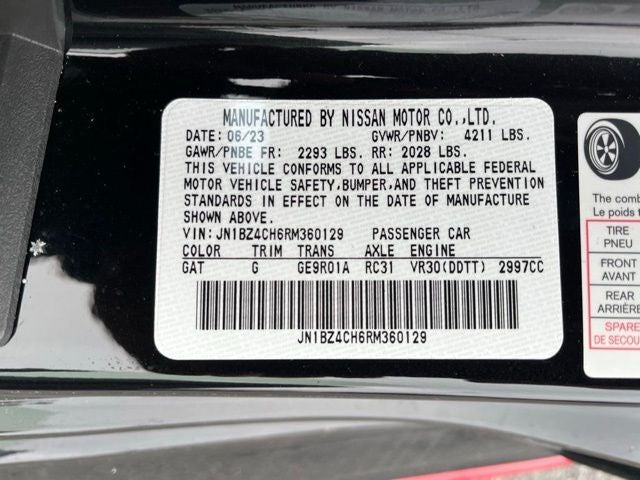 MANUFACTURED BY NISSAN MOTOR CO.,LTD.
DATE: 06/23 GVWR/PNBV: 4211 LBS.
GAWR/PNBE FR: 2293 LBS. RR: 2028 LBS.
THIS VEHICLE CONFORMS TO ALL APPLICABLE FEDERAL
MOTOR VEHICLE SAFETY,BUMPER,AND THEFT PREVENTION
STANDARDS IN EFFECT ON THE DATE OF MANUFACTURE
SHOWN ABOVE.
VIN: JN1BZ4CH6RM360129 PASSENGER CAR
COLOR TRIM TRANS AXLE ENGINE
GAT G GE9R01A RC31 VR30(DDTT) 2997CC
JN1BZ4CH6RM360129
The comb
Le poids t
TIRE
PNEU
FRONT
AVANT
REAR
ARRIÈRE
SPARE
DE SECOU